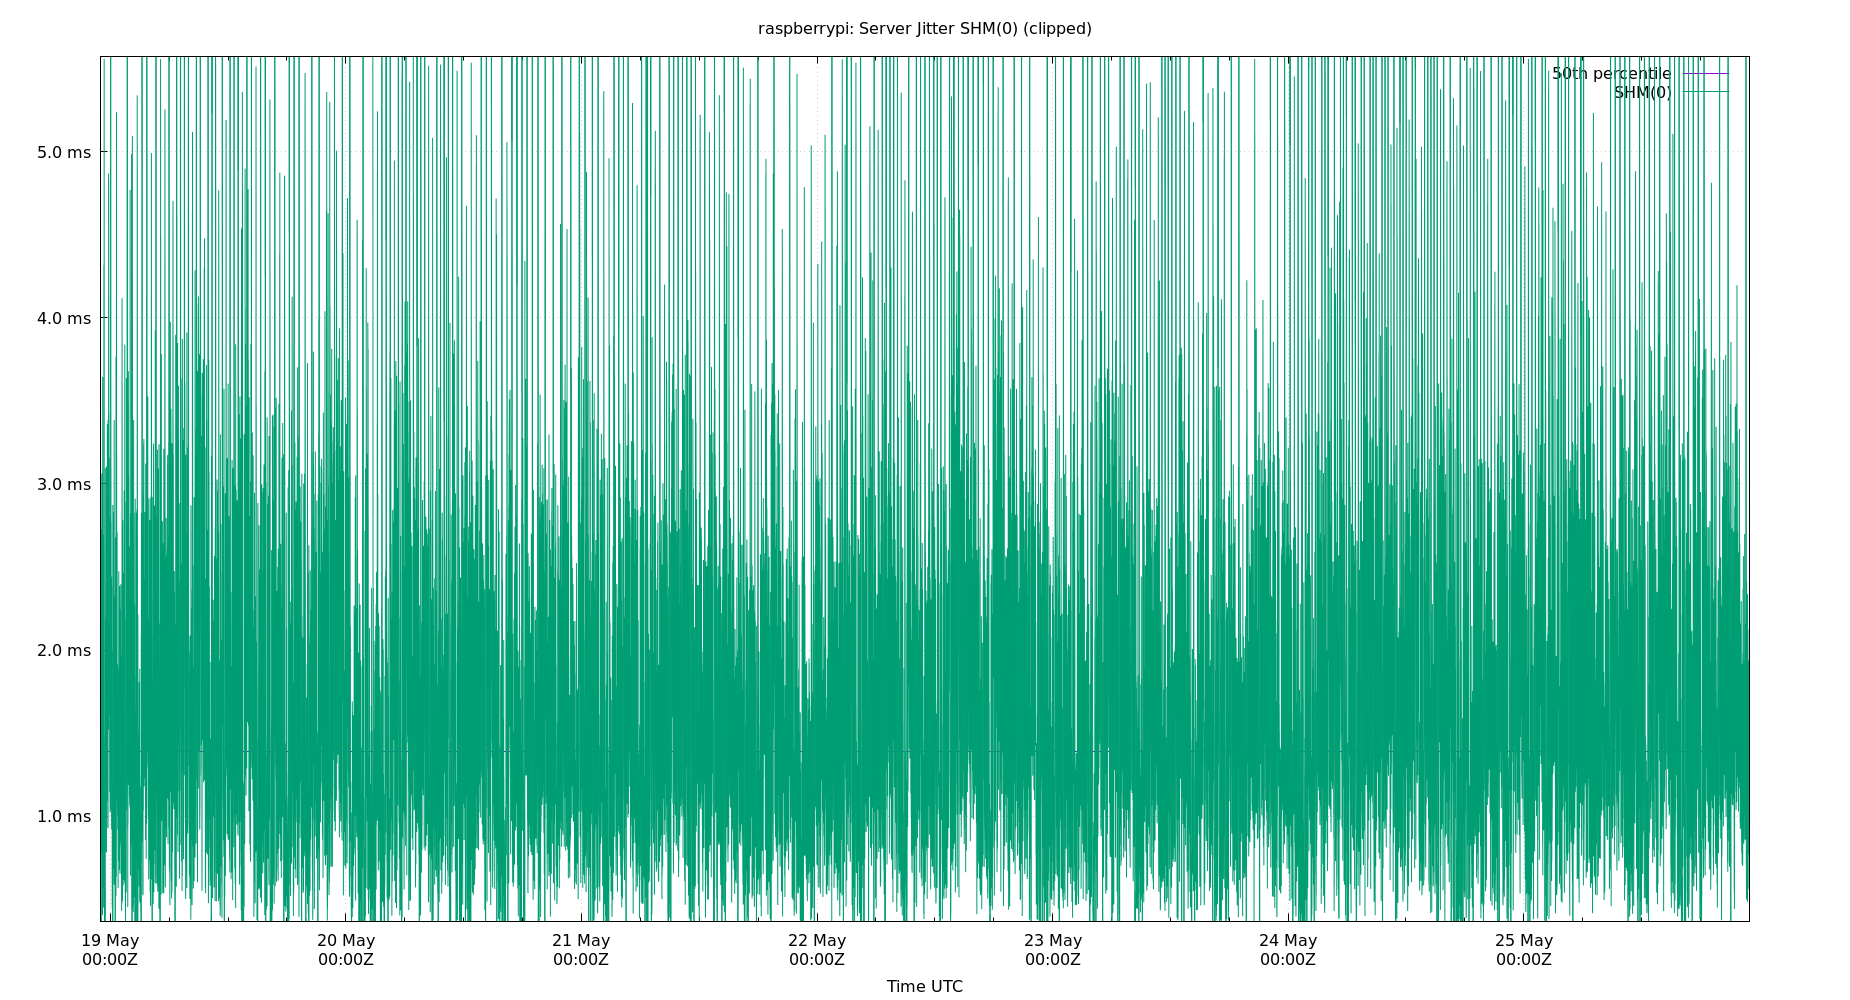 raspberrypi: Server Jitter SHM(0) (clipped)
50th percentile
SHM(0)
5.0 ms
4.0 ms
3.0 ms
2.0 ms
1.0 ms
19 May 20 May 21 May 22 May 23 May 24 May 25 May
00:00Z 00:00Z 00:00Z 00:00Z 00:00Z 00:00Z 00:00Z
Time UTC